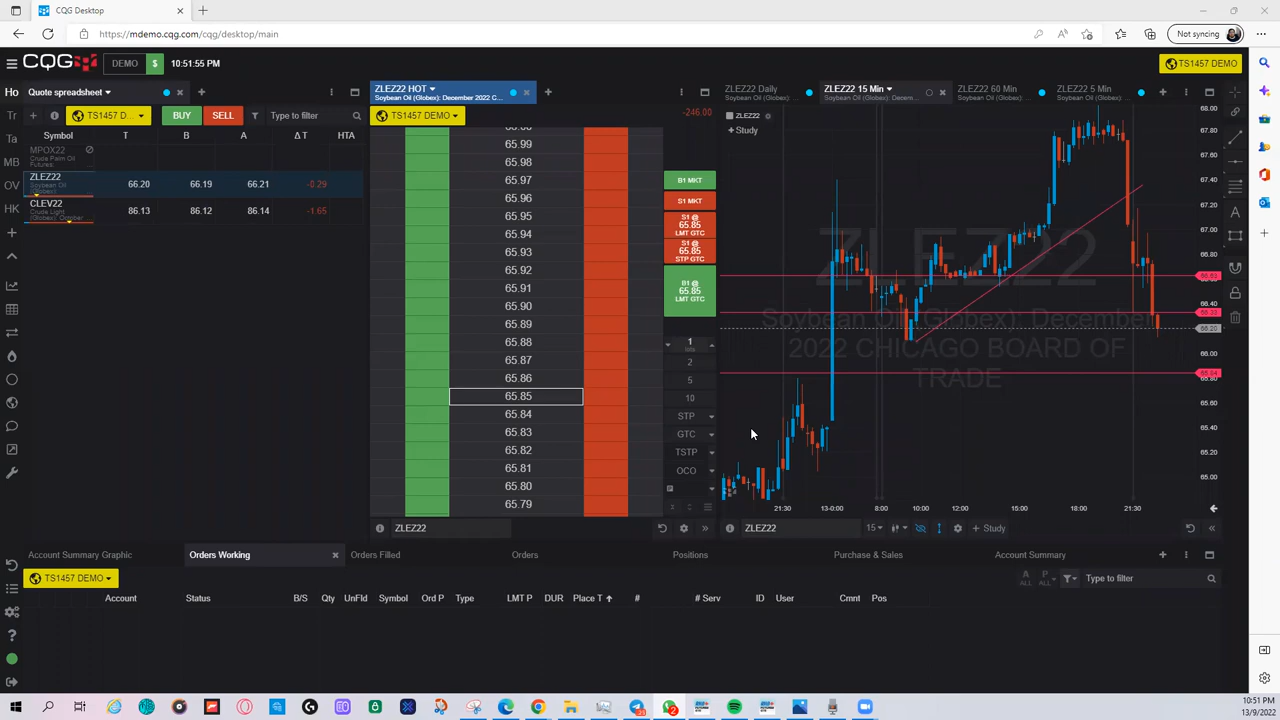 CQG Desktop
https://mdemo.cqg.com/cqg/desktop/main
Not syncing
CQG
DEMO
$
10:51:55 PM
TS1457 DEMO
Ho
Tr
MB
OV
HK
Quote spreadsheet
TS1457 D...
BUY
SELL
Type to filter
Symbol T B A Δ T HTA
MPOX22
Crude Palm Oil
Futures:
ZLEZ22
Soybean Oil
(Globex):
66.20 66.19 66.21 -0.29
CLEV22
Crude Light
(Globex): October
86.13 86.12 86.14 -1.65
ZLEZ22 HOT
Soybean Oil (Globex): December 2022 C...
TS1457 DEMO
-246.00
65.99
65.98
65.97
65.96
65.95
65.94
65.93
65.92
65.91
65.90
65.89
65.88
65.87
65.86
65.85
65.84
65.83
65.82
65.81
65.80
65.79
B1 MKT
S1 MKT
S1 @
65.85
LMT GTC
S1 @
65.85
STP GTC
B1 @
65.85
LMT GTC
1
lots
2
5
10
STP
GTC
TSTP
OCO
ZLEZ22
ZLEZ22 Daily
Soybean Oil (Globex): Dece...
ZLEZ22 15 Min
Soybean Oil (Globex): Decem...
ZLEZ22 60 Min
Soybean Oil (Globex): Decem...
ZLEZ22 5 Min
ZLEZ22
+ Study
ZLEZ22
Soybean Oil (Globex): December
2022 CHICAGO BOARD OF
TRADE
68.00
67.80
67.60
67.40
67.20
67.00
66.80
66.40
66.20
66.00
65.80
65.60
65.40
65.20
65.00
21:30 13-0:00 8:00 10:00 12:00 15:00 18:00 21:30
ZLEZ22
15
+ Study
Account Summary Graphic
Orders Working
Orders Filled
Orders
Positions
Purchase & Sales
Account Summary
TS1457 DEMO
A
ALL
P
ALL
Type to filter
Account Status B/S Qty UnFld Symbol Ord P Type LMT P DUR Place T # # Serv ID User Cmnt Pos
10:51 PM
13/9/2022